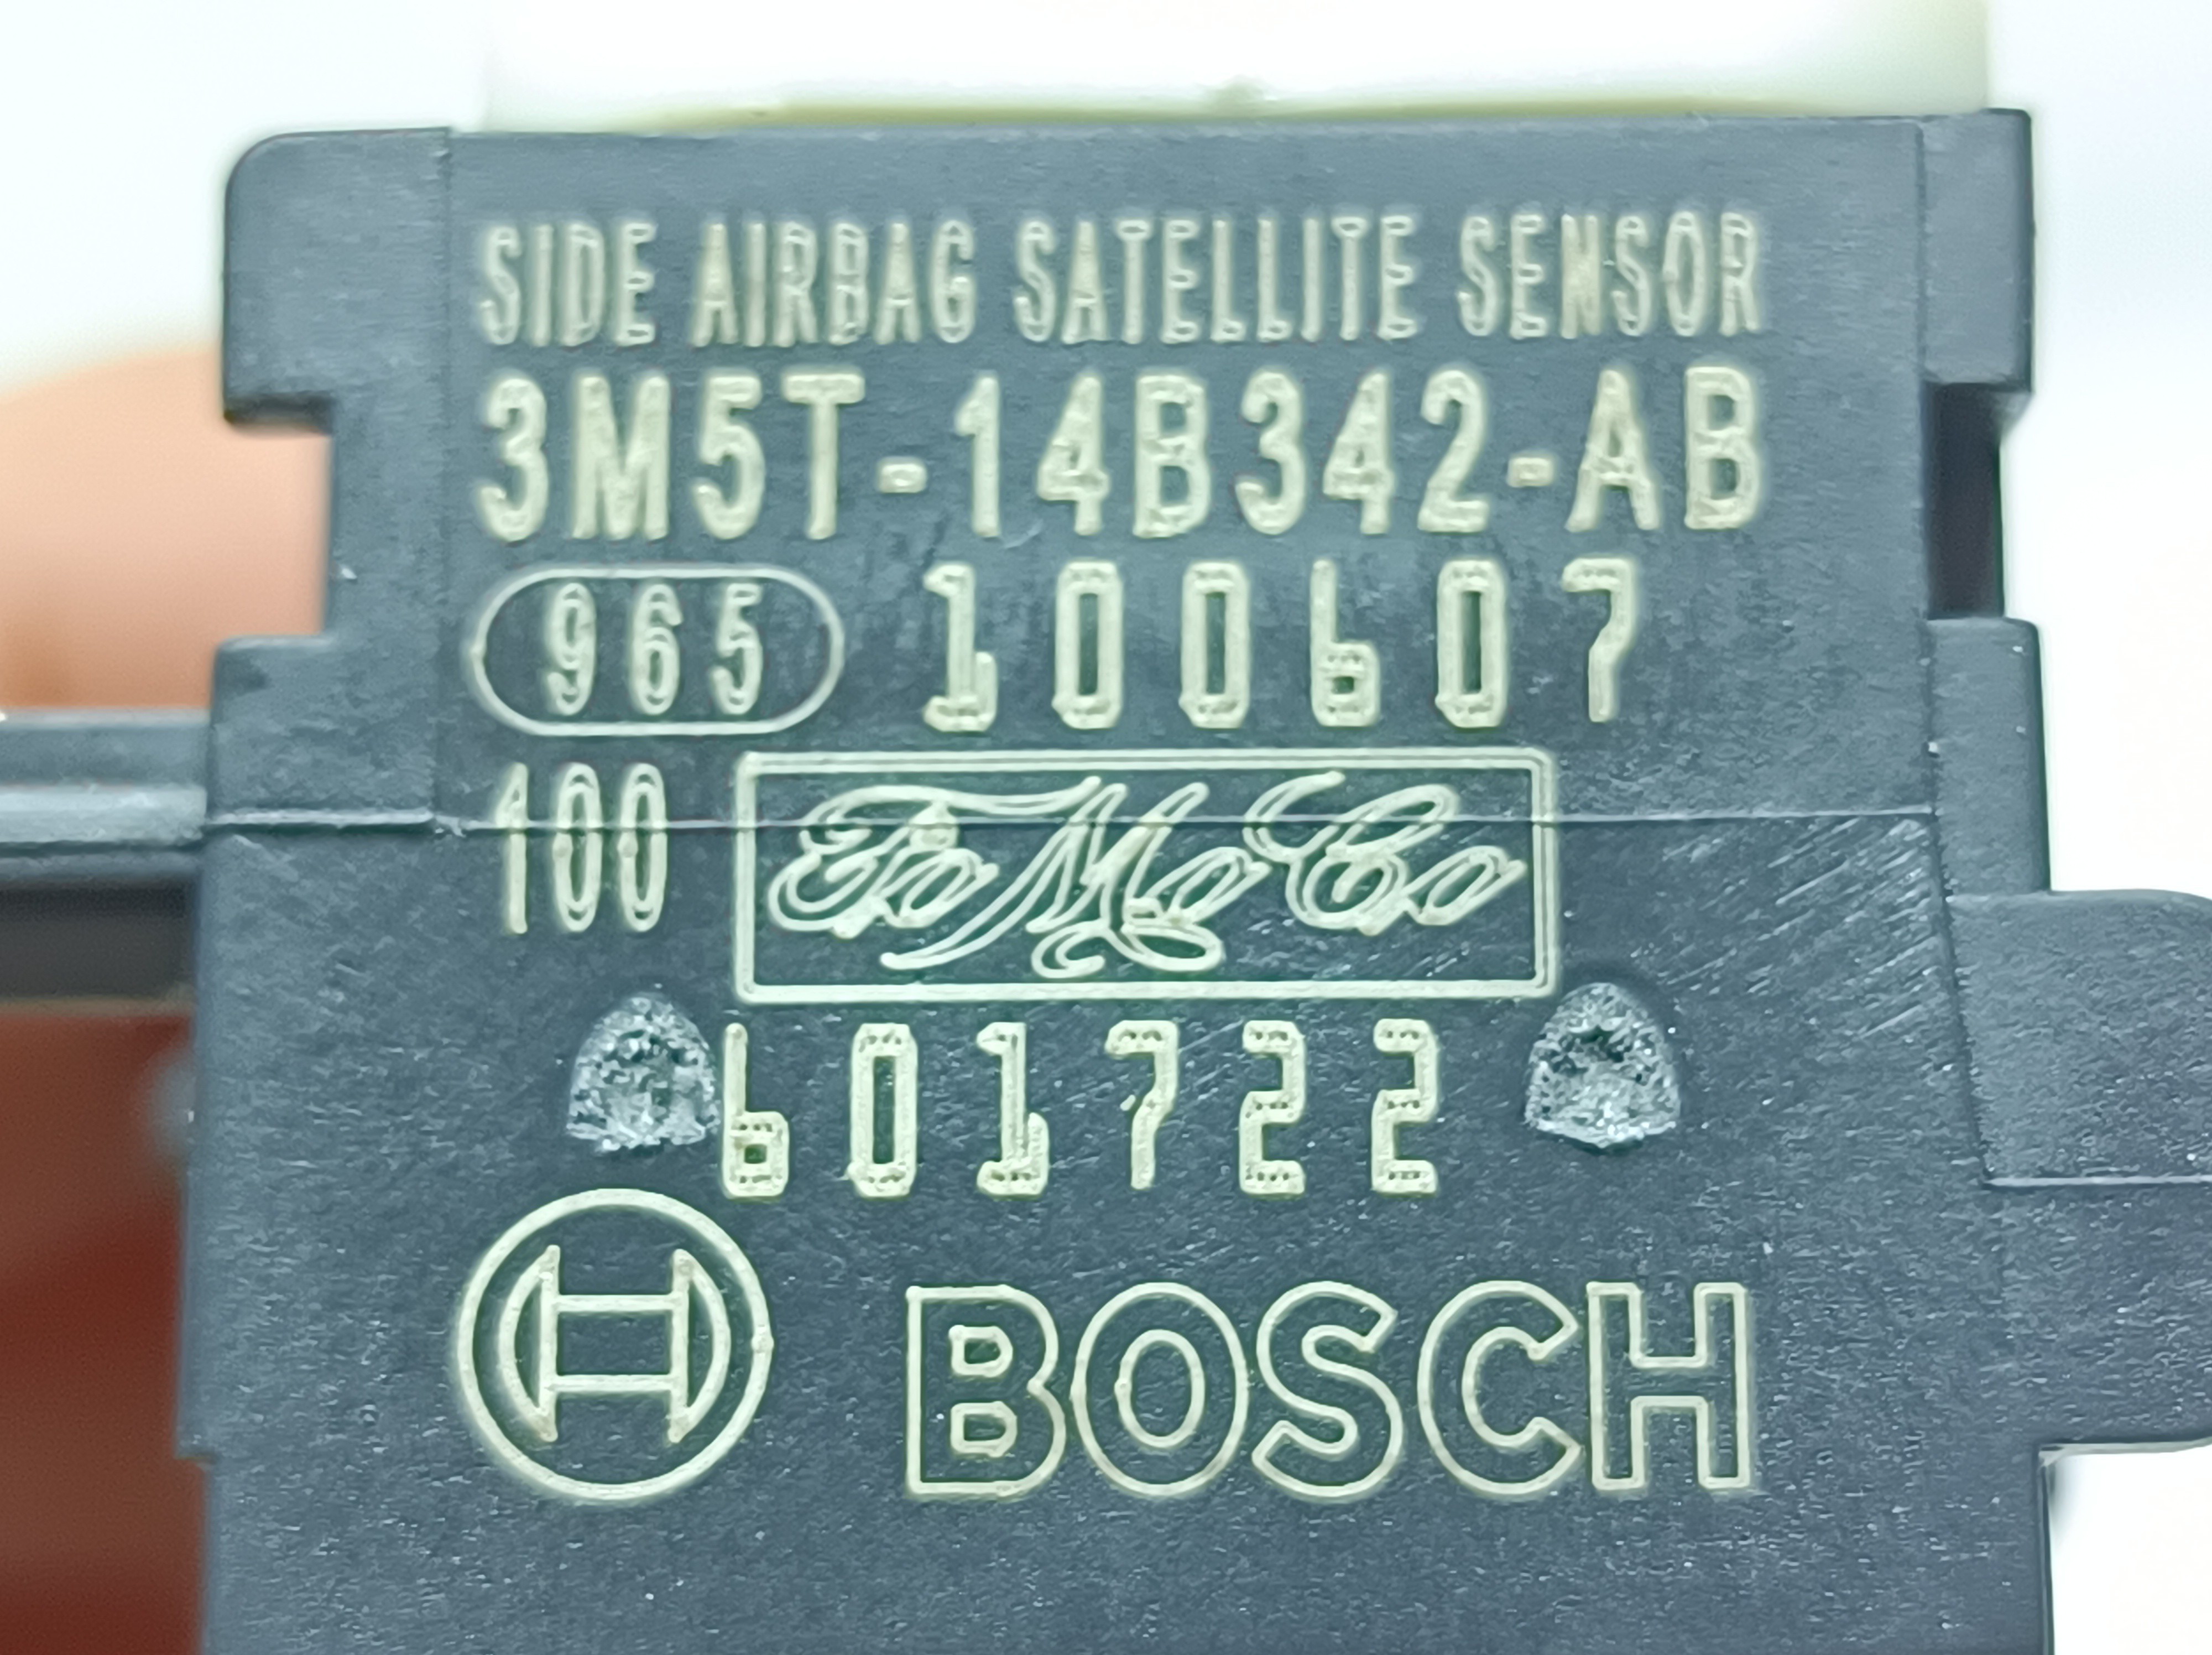 SIDE AIRBAG SATELLITE SENSOR
3M5T-14B342-AB
965 100607
100 FoMoCo
601722
BOSCH